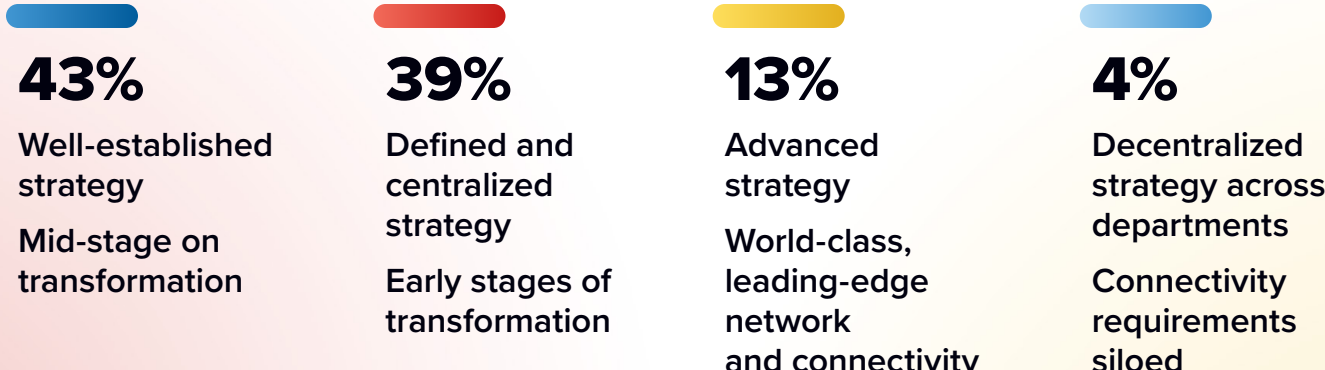 43%
Well-established
strategy
Mid-stage on
transformation
39%
Defined and
centralized
strategy
Early stages of
transformation
13%
Advanced
strategy
World-class,
leading-edge
network
and connectivity
4%
Decentralized
strategy across
departments
Connectivity
requirements
siloed